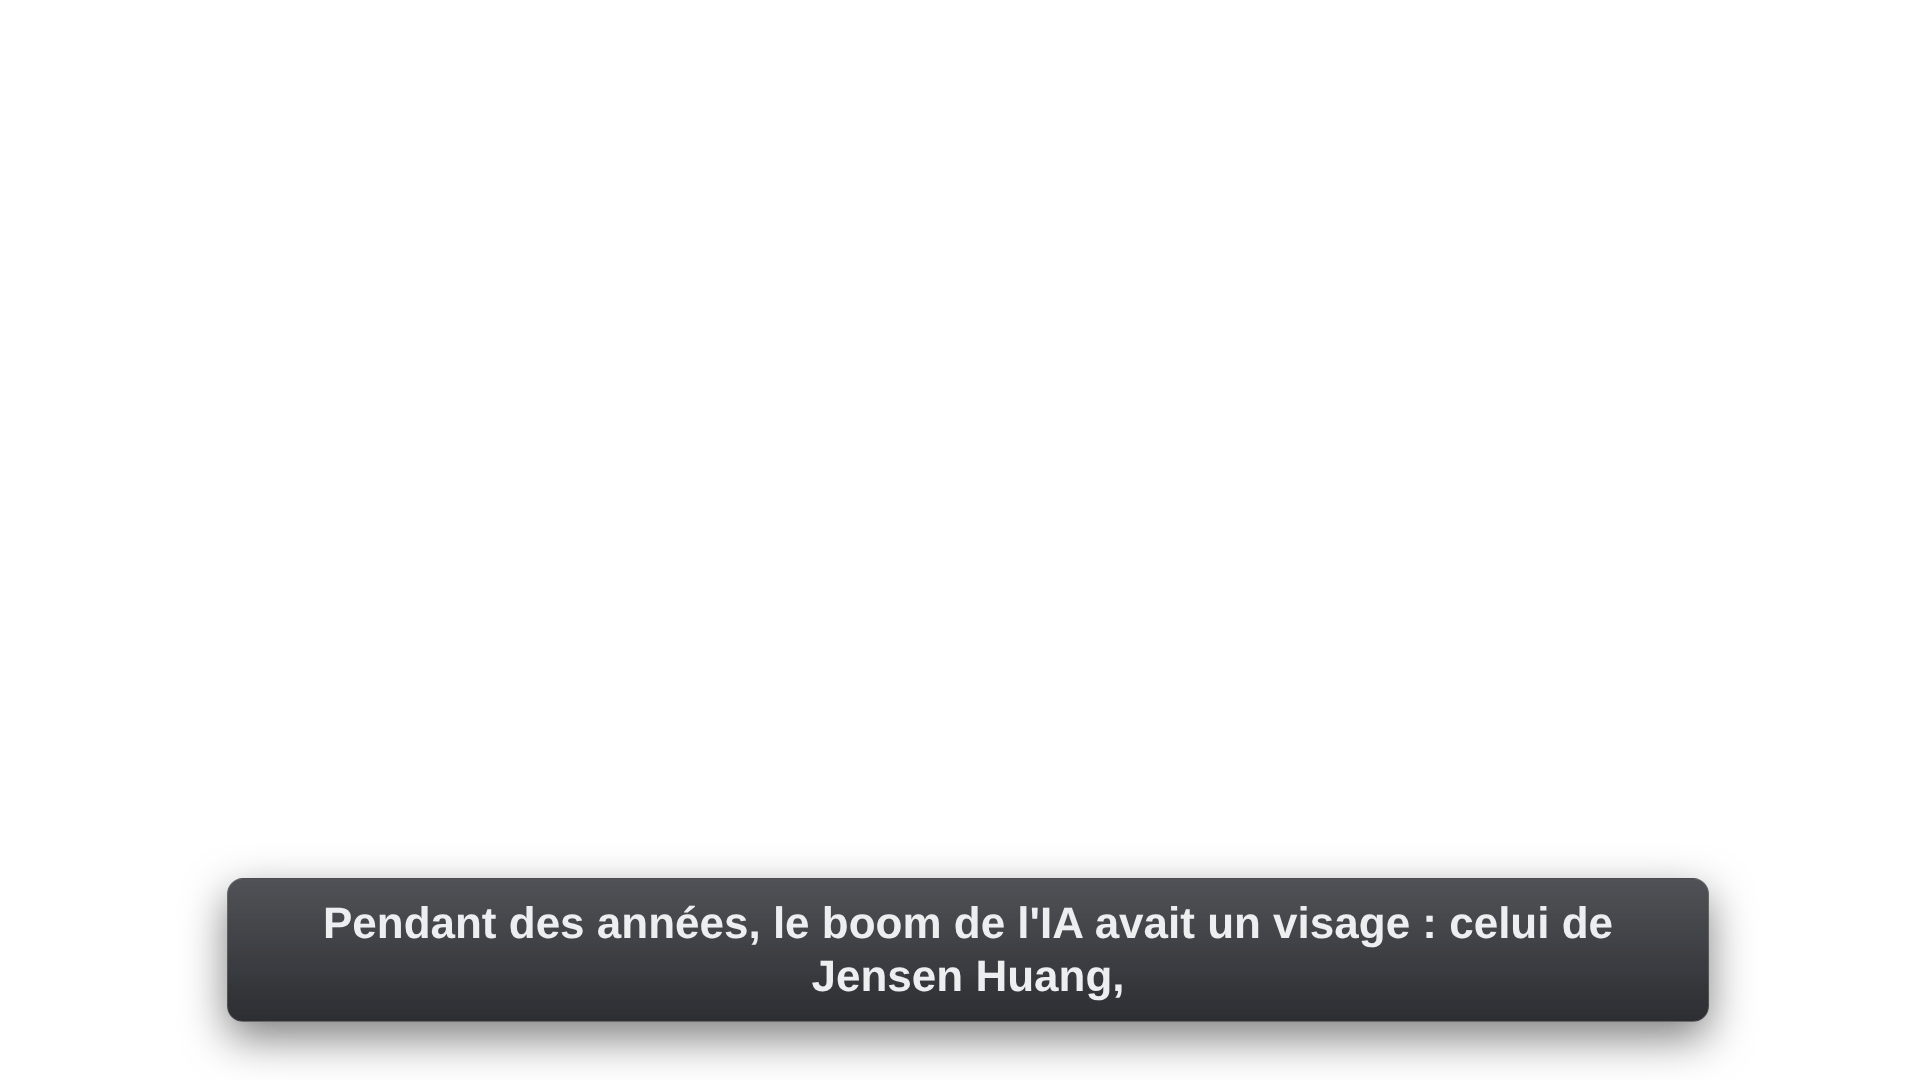 Pendant des années, le boom de l'IA avait un visage : celui de
Jensen Huang,